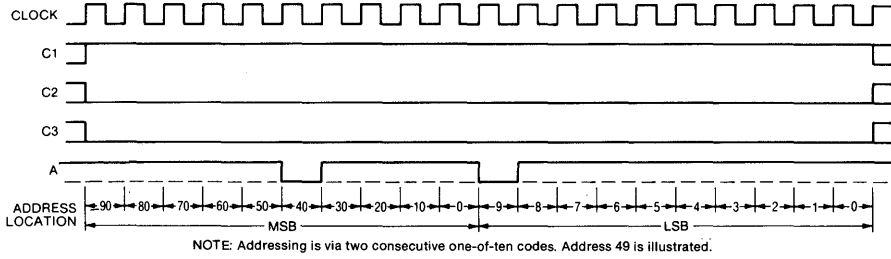 CLOCK
C1
C2
C3
A
ADDRESS LOCATION
90 80 70 60 50 40 30 20 10 0 9 8 7 6 5 4 3 2 1 0
MSB LSB
NOTE: Addressing is via two consecutive one-of-ten codes. Address 49 is illustrated.